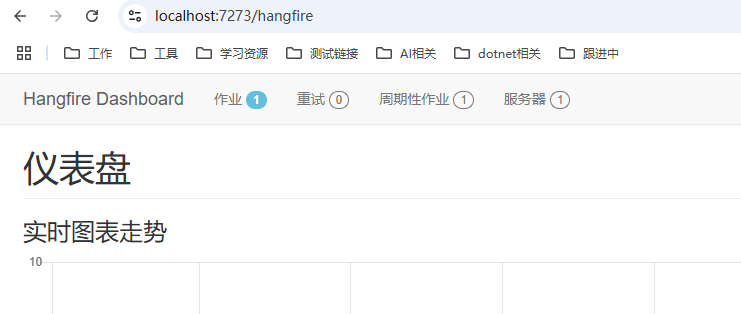 localhost:7273/hangfire
工作 工具 学习资源 测试链接 AI相关 dotnet相关 跟进中
Hangfire Dashboard 作业 1 重试 0 周期性作业 1 服务器 1
仪表盘
实时图表走势
10